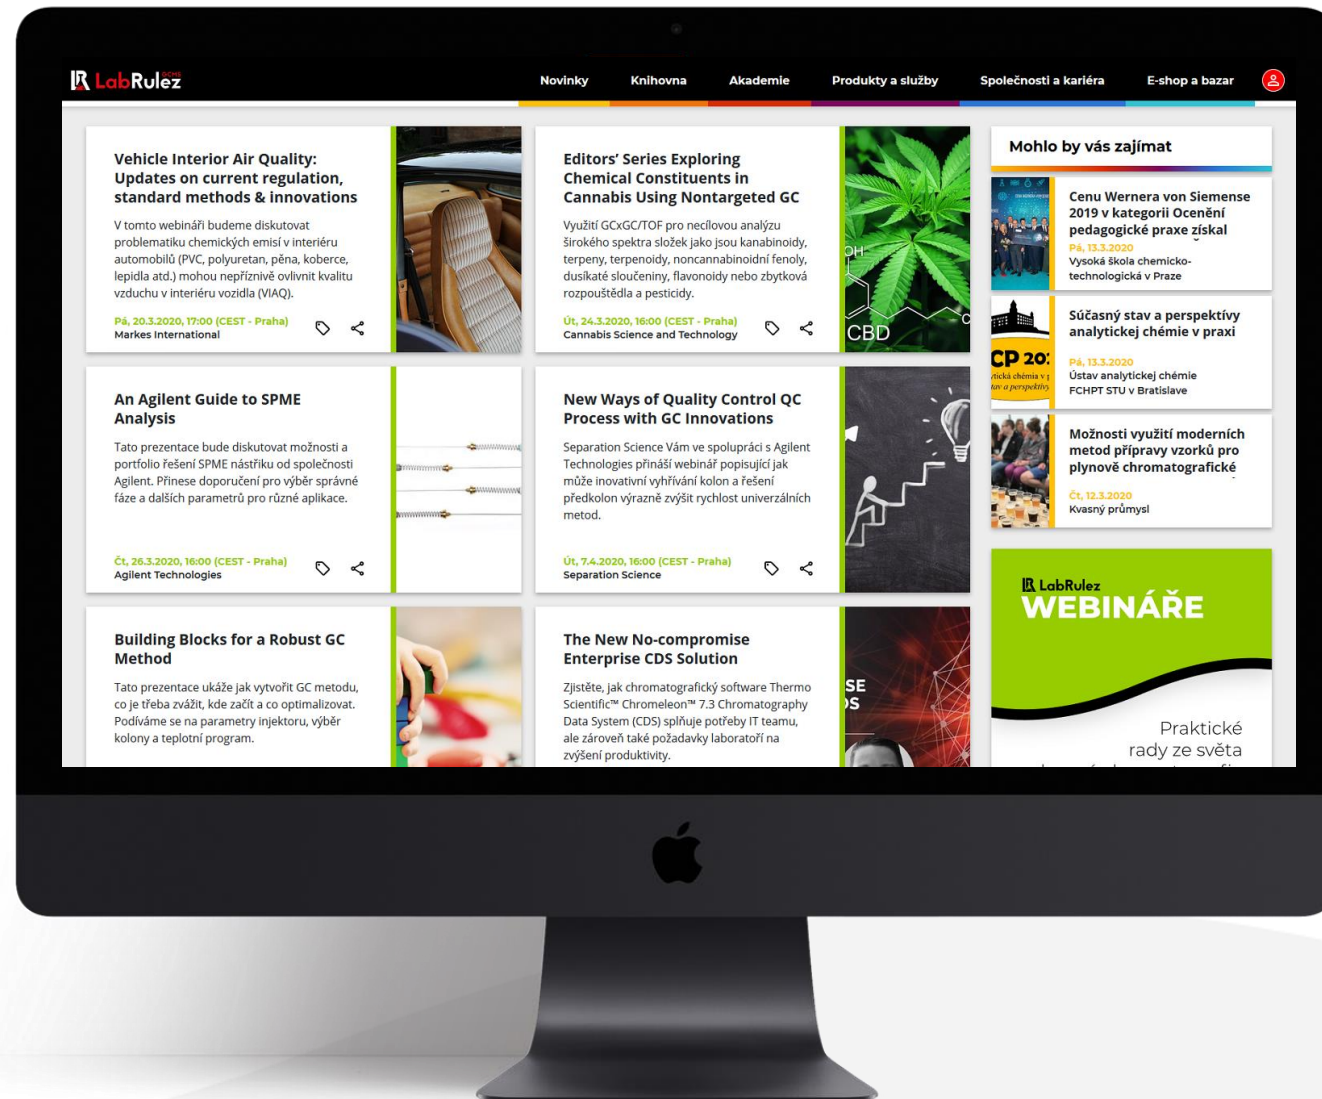 LabRulez
GCMS
Novinky
Knihovna
Akademie
Produkty a služby
Společnosti a kariéra
E-shop a bazar
Vehicle Interior Air Quality:
Updates on current regulation,
standard methods & innovations
V tomto webináři budeme diskutovat
problematiku chemických emisí v interiéru
automobilů (PVC, polyuretan, pěna, koberce,
lepidla atd.) mohou nepříznivě ovlivnit kvalitu
vzduchu v interiéru vozidla (VIAQ).
Pá, 20.3.2020, 17:00 (CEST - Praha)
Markes International
Editors' Series Exploring
Chemical Constituents in
Cannabis Using Nontargeted GC
Využití GCxGC/TOF pro necílovou analýzu
širokého spektra složek jako jsou kanabinoidy,
terpeny, terpenoidy, noncannabinoidní fenoly,
dusíkaté sloučeniny, flavonoidy nebo zbytková
rozpouštědla a pesticidy.
Út, 24.3.2020, 16:00 (CEST - Praha)
Cannabis Science and Technology
OH
CBD
An Agilent Guide to SPME
Analysis
Tato prezentace bude diskutovat možnosti a
portfolio řešení SPME nástřiku od společnosti
Agilent. Přinese doporučení pro výběr správné
fáze a dalších parametrů pro různé aplikace.
Čt, 26.3.2020, 16:00 (CEST - Praha)
Agilent Technologies
New Ways of Quality Control QC
Process with GC Innovations
Separation Science Vám ve spolupráci s Agilent
Technologies přináší webinář popisující jak
může inovativní vyhřívání kolon a řešení
předkolon výrazně zvýšit rychlost univerzálních
metod.
Út, 7.4.2020, 16:00 (CEST - Praha)
Separation Science
Building Blocks for a Robust GC
Method
Tato prezentace ukáže jak vytvořit GC metodu,
co je třeba zvážit, kde začít a co optimalizovat.
Podíváme se na parametry injektoru, výběr
kolony a teplotní program.
The New No-compromise
Enterprise CDS Solution
Zjistěte, jak chromatografický software Thermo
Scientific™ Chromeleon™ 7.3 Chromatography
Data System (CDS) splňuje potřeby IT teamu,
ale zároveň také požadavky laboratoří na
zvýšení produktivity.
Mohlo by vás zajímat
Cenu Wernera von Siemense
2019 v kategorii Ocenění
pedagogické praxe získal
Pá, 13.3.2020
Vysoká škola chemicko-
technologická v Praze
Súčasný stav a perspektívy
analytickej chémie v praxi
Pá, 13.3.2020
Ústav analytickej chémie
FCHPT STU v Bratislave
Možnosti využití moderních
metod přípravy vzorků pro
plynově chromatografické
Čt, 12.3.2020
Kvasný průmysl
LabRulez
WEBINÁŘE
Praktické
rady ze světa